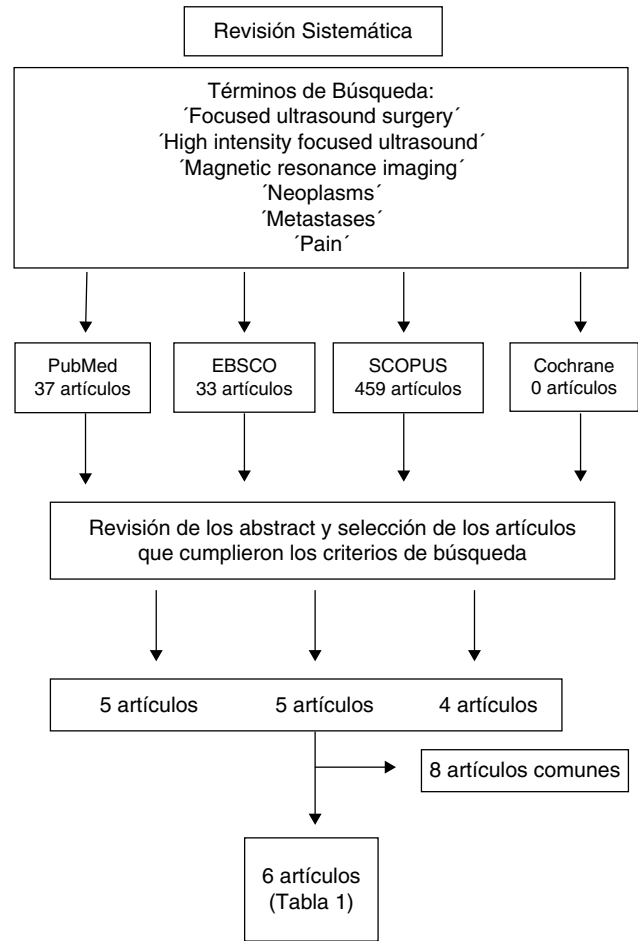 Revisión Sistemática
Términos de Búsqueda:
´Focused ultrasound surgery´
´High intensity focused ultrasound´
´Magnetic resonance imaging´
´Neoplasms´
´Metastases´
´Pain´
PubMed
37 artículos
EBSCO
33 artículos
SCOPUS
459 artículos
Cochrane
0 artículos
Revisión de los abstract y selección de los artículos
que cumplieron los criterios de búsqueda
5 artículos
5 artículos
4 artículos
8 artículos comunes
6 artículos
(Tabla 1)